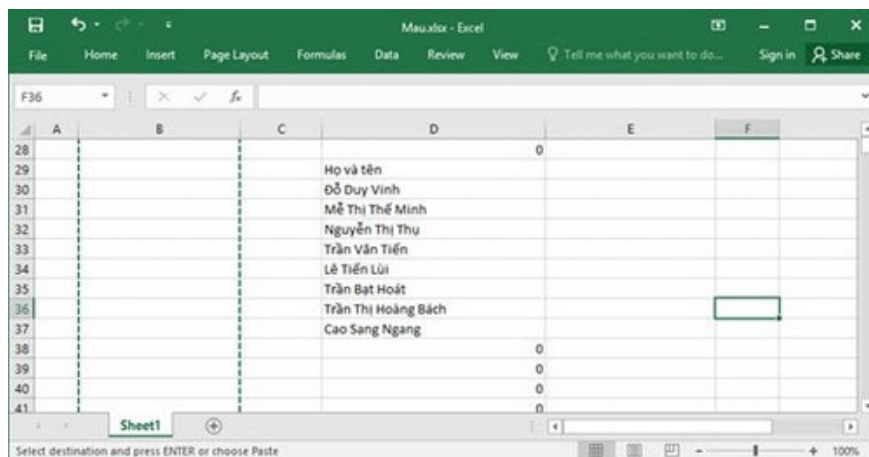 Mau.xlsx - Excel
File Home Insert Page Layout Formulas Data Review View Tell me what you want to do... Sign in Share
F36 fx
A B C D E F
28 0
29 Họ và tên
30 Đỗ Duy Vinh
31 Mễ Thị Thế Minh
32 Nguyễn Thị Thụ
33 Trần Văn Tiến
34 Lê Tiến Lùi
35 Trần Bạt Hoát
36 Trần Thị Hoàng Bách
37 Cao Sang Ngang
38 0
39 0
40 0
41 0
Sheet1
Select destination and press ENTER or choose Paste 100%